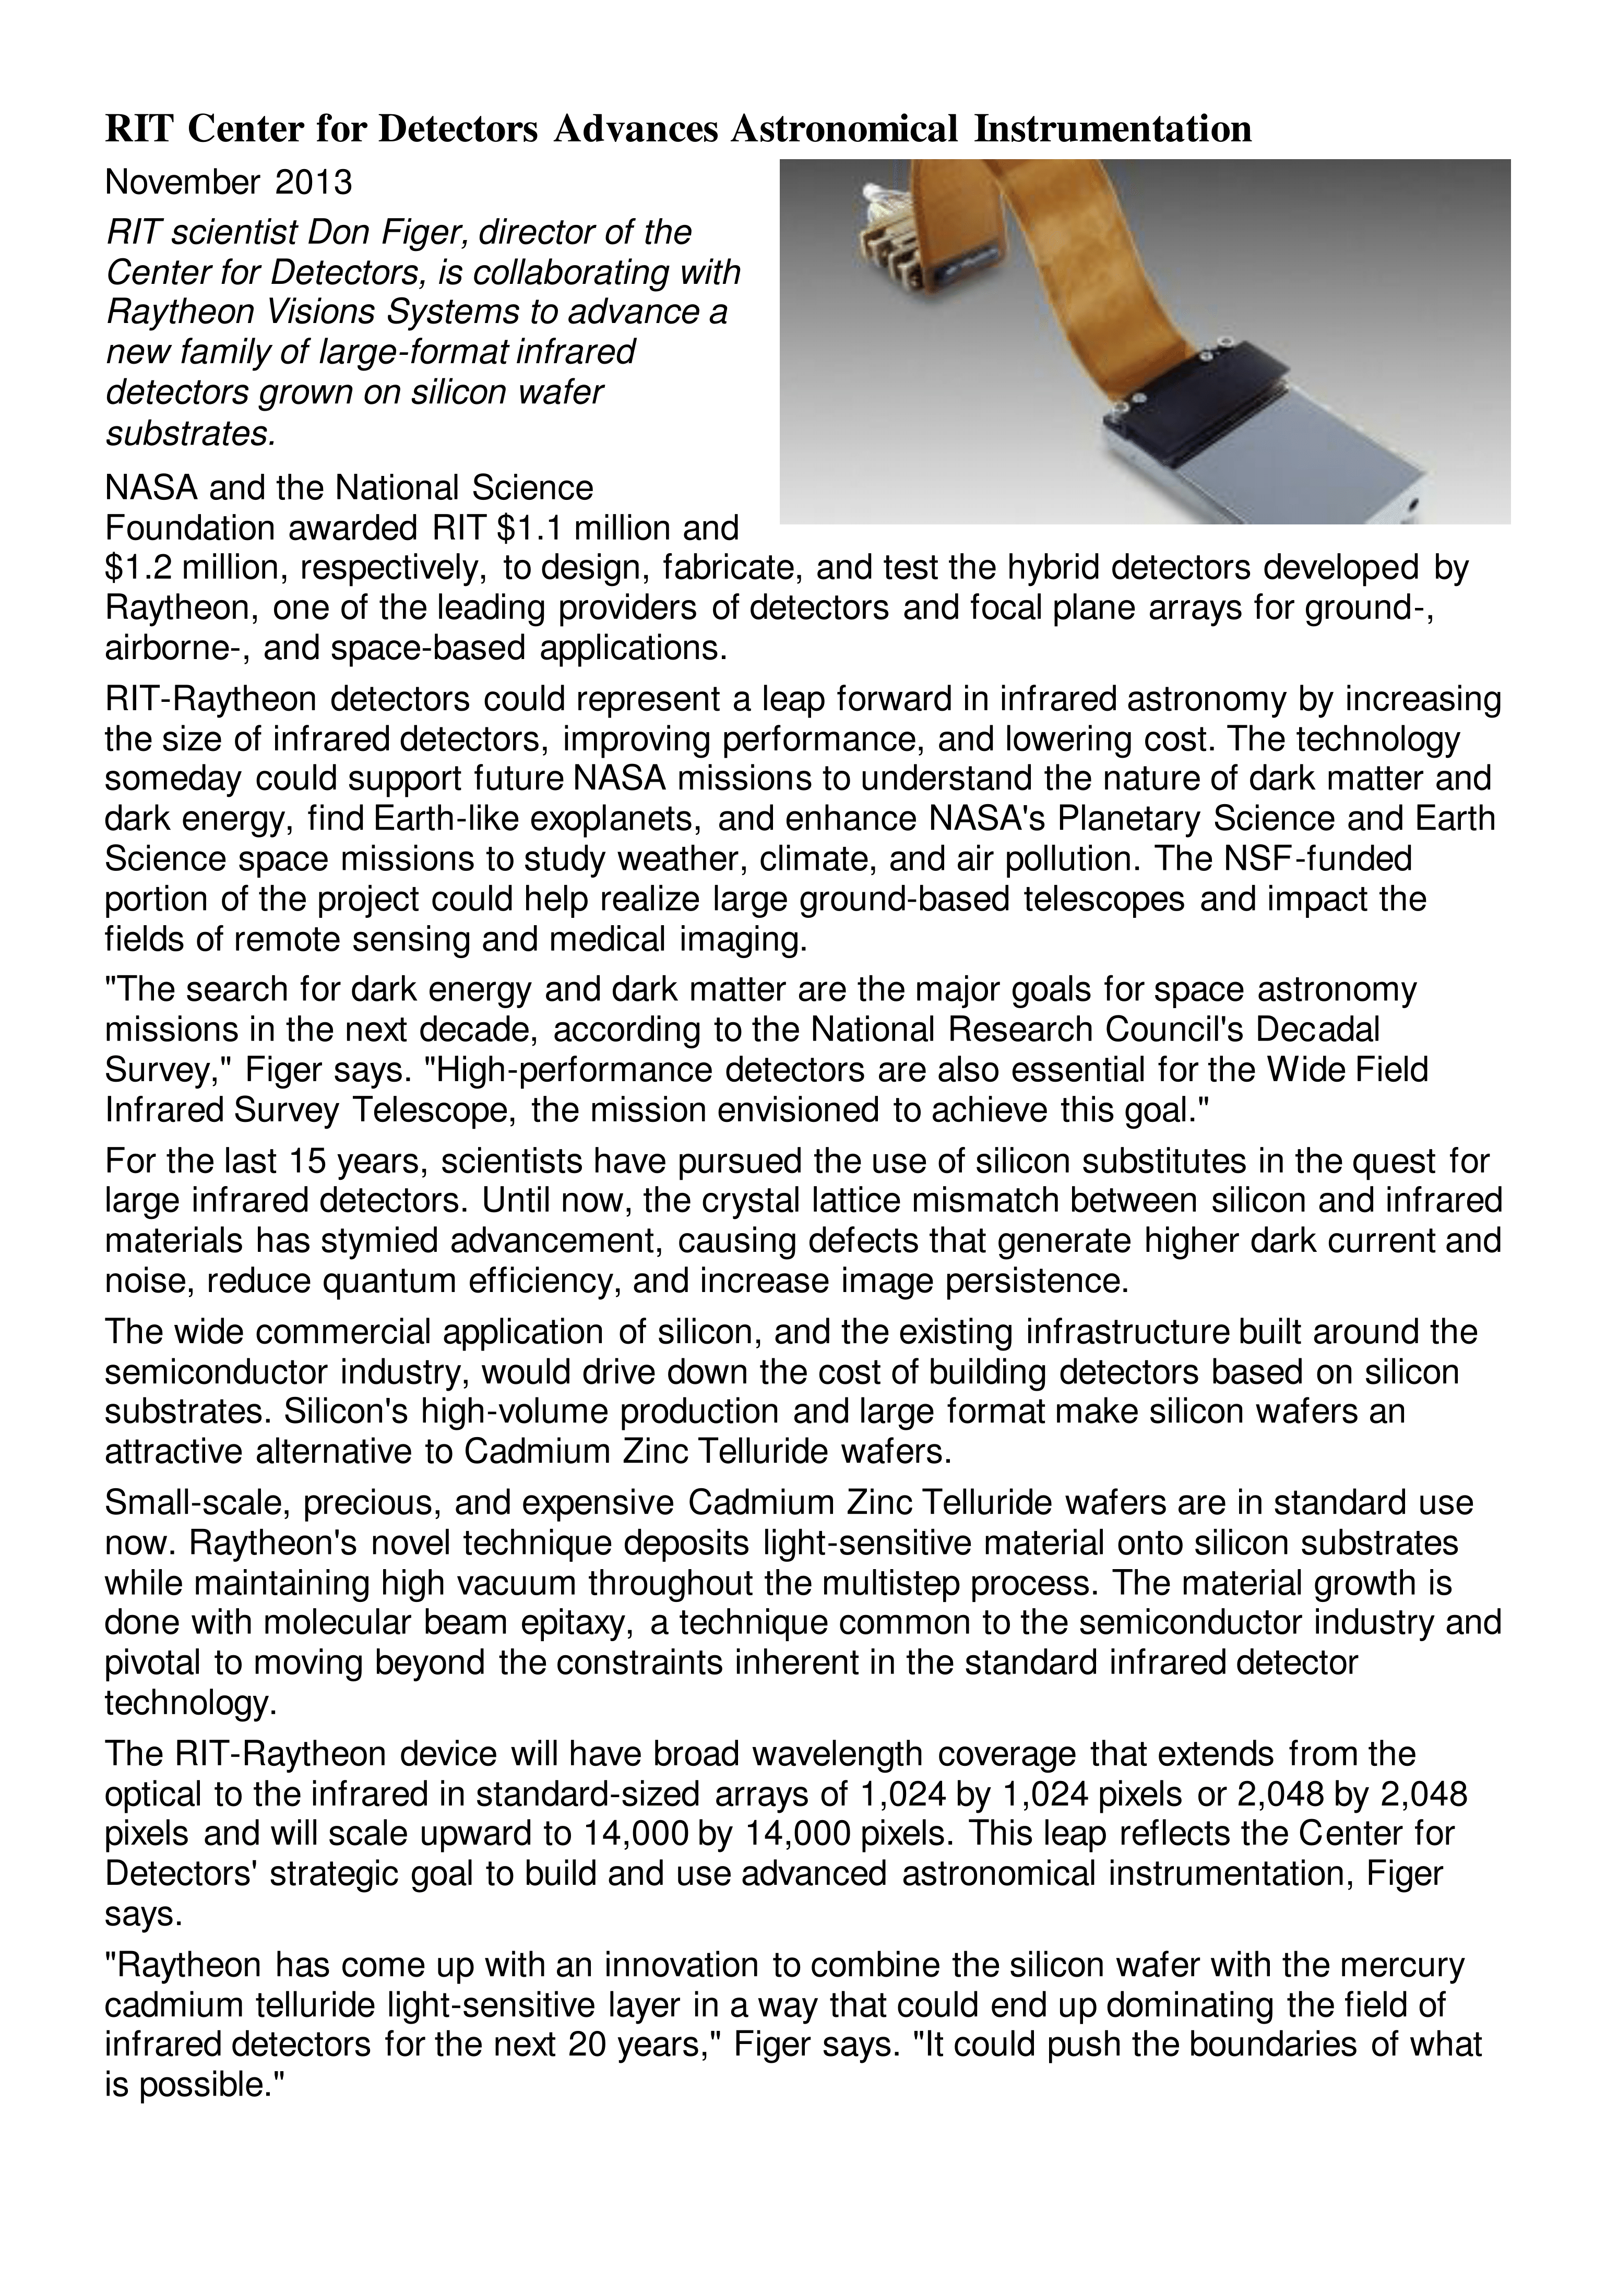 RIT Center for Detectors Advances Astronomical Instrumentation
November 2013
RIT scientist Don Figer, director of the
Center for Detectors, is collaborating with
Raytheon Visions Systems to advance a
new family of large-format infrared
detectors grown on silicon wafer
substrates.
NASA and the National Science
Foundation awarded RIT $1.1 million and
$1.2 million, respectively, to design, fabricate, and test the hybrid detectors developed by
Raytheon, one of the leading providers of detectors and focal plane arrays for ground-,
airborne-, and space-based applications.
RIT-Raytheon detectors could represent a leap forward in infrared astronomy by increasing
the size of infrared detectors, improving performance, and lowering cost. The technology
someday could support future NASA missions to understand the nature of dark matter and
dark energy, find Earth-like exoplanets, and enhance NASA's Planetary Science and Earth
Science space missions to study weather, climate, and air pollution. The NSF-funded
portion of the project could help realize large ground-based telescopes and impact the
fields of remote sensing and medical imaging.
"The search for dark energy and dark matter are the major goals for space astronomy
missions in the next decade, according to the National Research Council's Decadal
Survey," Figer says. "High-performance detectors are also essential for the Wide Field
Infrared Survey Telescope, the mission envisioned to achieve this goal."
For the last 15 years, scientists have pursued the use of silicon substitutes in the quest for
large infrared detectors. Until now, the crystal lattice mismatch between silicon and infrared
materials has stymied advancement, causing defects that generate higher dark current and
noise, reduce quantum efficiency, and increase image persistence.
The wide commercial application of silicon, and the existing infrastructure built around the
semiconductor industry, would drive down the cost of building detectors based on silicon
substrates. Silicon's high-volume production and large format make silicon wafers an
attractive alternative to Cadmium Zinc Telluride wafers.
Small-scale, precious, and expensive Cadmium Zinc Telluride wafers are in standard use
now. Raytheon's novel technique deposits light-sensitive material onto silicon substrates
while maintaining high vacuum throughout the multistep process. The material growth is
done with molecular beam epitaxy, a technique common to the semiconductor industry and
pivotal to moving beyond the constraints inherent in the standard infrared detector
technology.
The RIT-Raytheon device will have broad wavelength coverage that extends from the
optical to the infrared in standard-sized arrays of 1,024 by 1,024 pixels or 2,048 by 2,048
pixels and will scale upward to 14,000 by 14,000 pixels. This leap reflects the Center for
Detectors' strategic goal to build and use advanced astronomical instrumentation, Figer
says.
"Raytheon has come up with an innovation to combine the silicon wafer with the mercury
cadmium telluride light-sensitive layer in a way that could end up dominating the field of
infrared detectors for the next 20 years," Figer says. "It could push the boundaries of what
is possible."